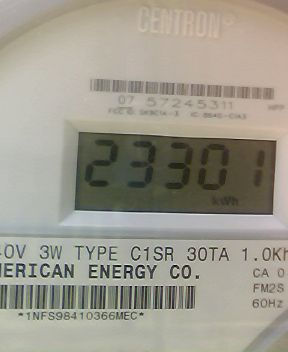 CENTRON®
07 57245311
23301
kWh
40V 3W TYPE C1SR 30TA 1.0Kh
MERICAN ENERGY CO.
CA 0
FM2S
60Hz
*1NFS98410366MEC*